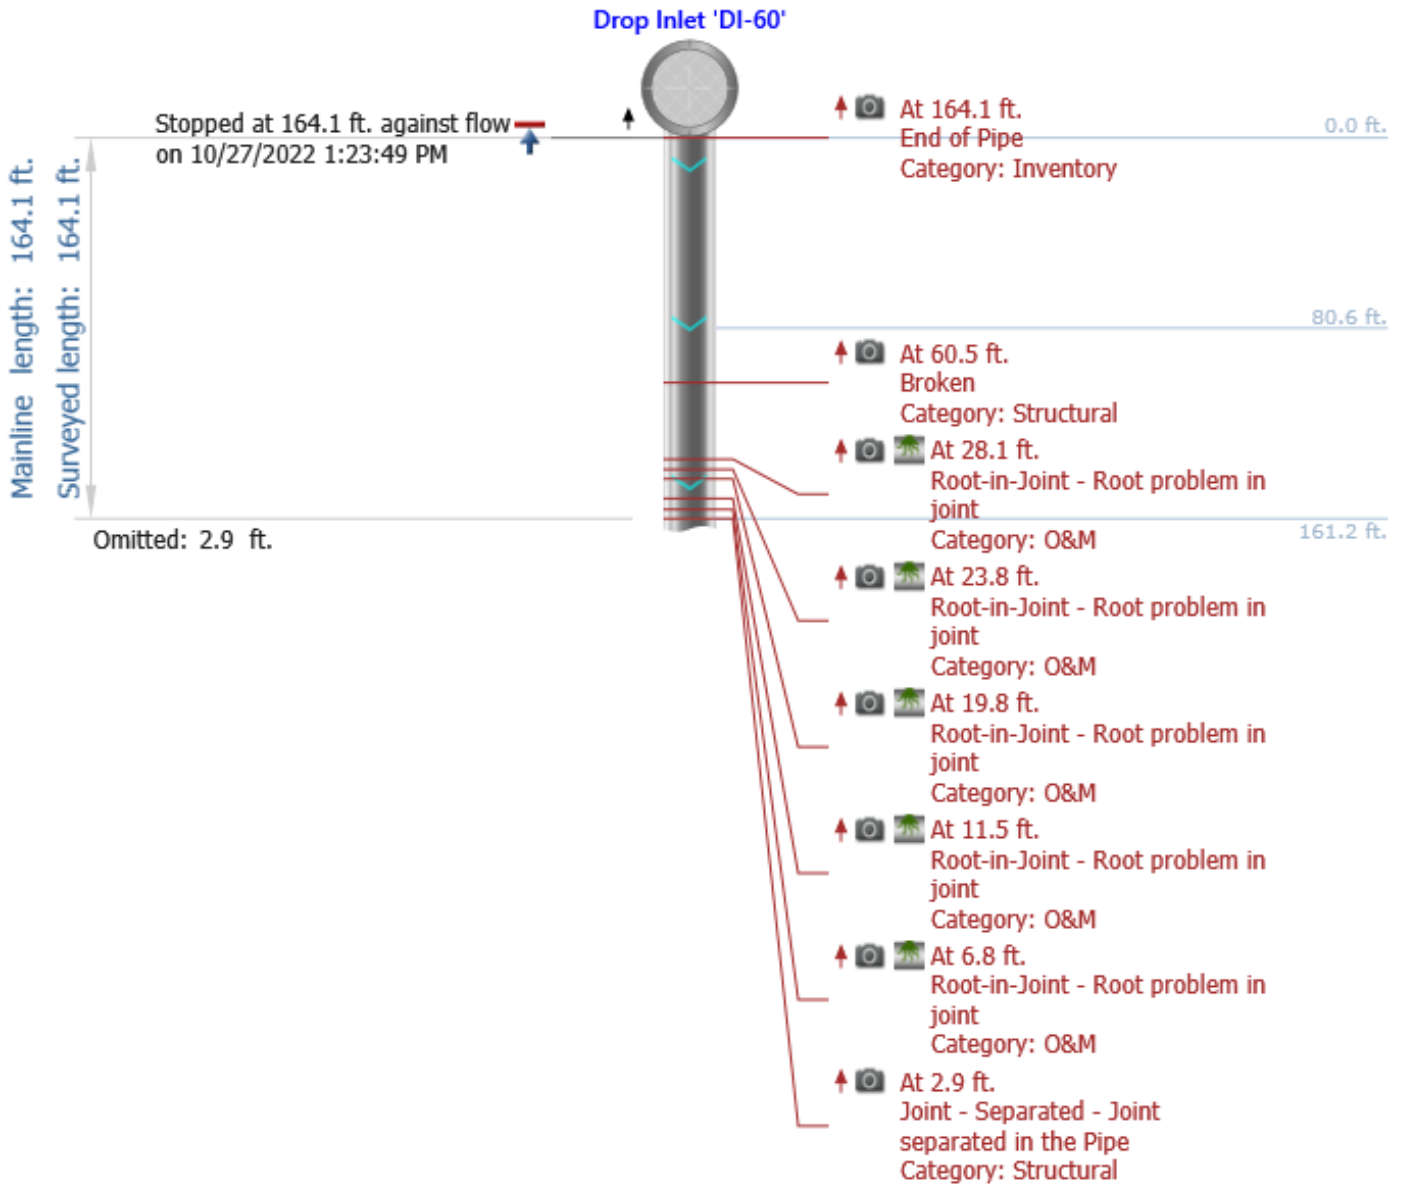 Drop Inlet 'DI-60'
Stopped at 164.1 ft. against flow
on 10/27/2022 1:23:49 PM
Mainline length: 164.1 ft.
Surveyed length: 164.1 ft.
At 164.1 ft.
End of Pipe
Category: Inventory
0.0 ft.
80.6 ft.
At 60.5 ft.
Broken
Category: Structural
At 28.1 ft.
Root-in-Joint - Root problem in
joint
Category: O&M
161.2 ft.
Omitted: 2.9 ft.
At 23.8 ft.
Root-in-Joint - Root problem in
joint
Category: O&M
At 19.8 ft.
Root-in-Joint - Root problem in
joint
Category: O&M
At 11.5 ft.
Root-in-Joint - Root problem in
joint
Category: O&M
At 6.8 ft.
Root-in-Joint - Root problem in
joint
Category: O&M
At 2.9 ft.
Joint - Separated - Joint
separated in the Pipe
Category: Structural